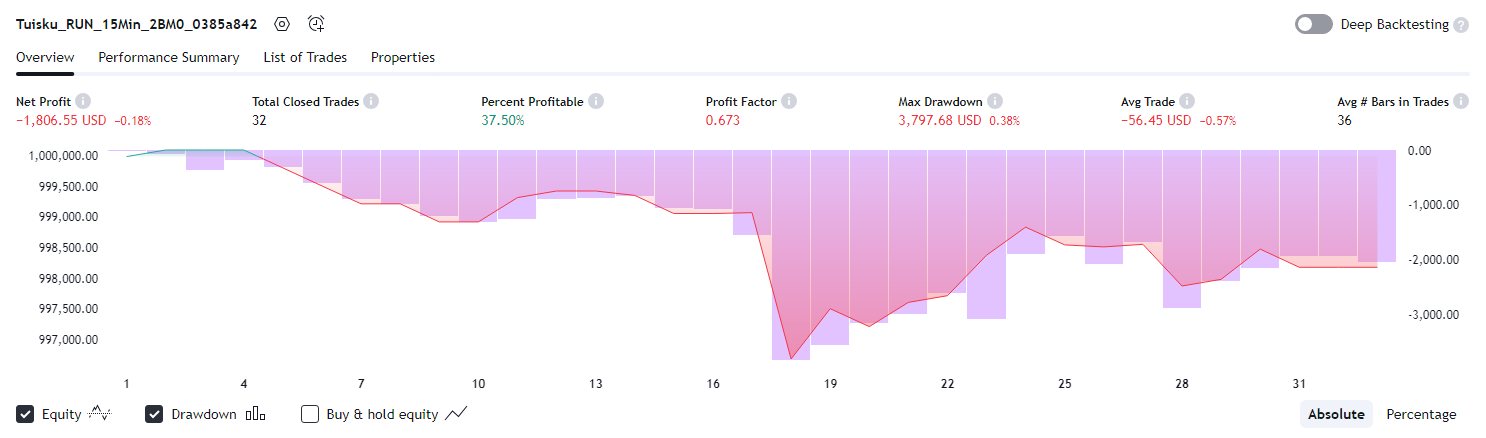 Tuisku_RUN_15Min_2BM0_0385a842
Deep Backtesting ?
Overview Performance Summary List of Trades Properties
Net Profit i Total Closed Trades i Percent Profitable i Profit Factor i Max Drawdown i Avg Trade i Avg # Bars in Trades i
−1,806.55 USD −0.18% 32 37.50% 0.673 3,797.68 USD 0.38% −56.45 USD −0.57% 36
1,000,000.00 0.00
999,500.00
999,000.00 -1,000.00
998,500.00
998,000.00 -2,000.00
997,500.00 -3,000.00
997,000.00
1 4 7 10 13 16 19 22 25 28 31
Equity Drawdown Buy & hold equity Absolute Percentage